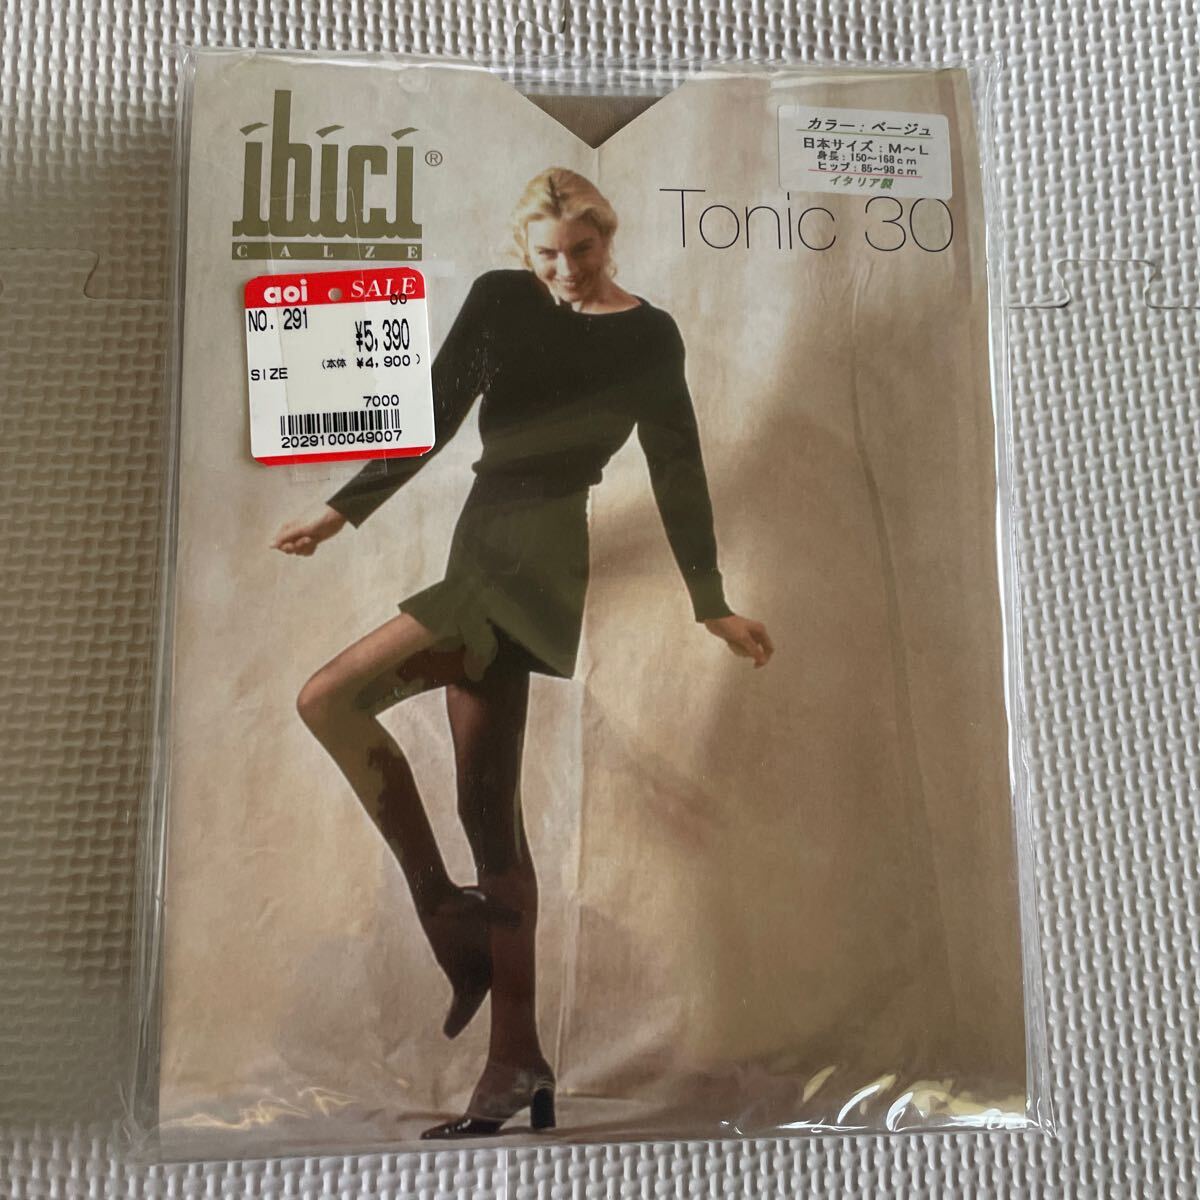 ibici®
CALZE
カラー：ベージュ
日本サイズ：M～L
身長：150～168cm
ヒップ：85～98cm
イタリア製
Tonic 30
aoi SALE
00
NO. 291
¥5,390
(本体 ¥4,900)
SIZE
7000
2029100049007